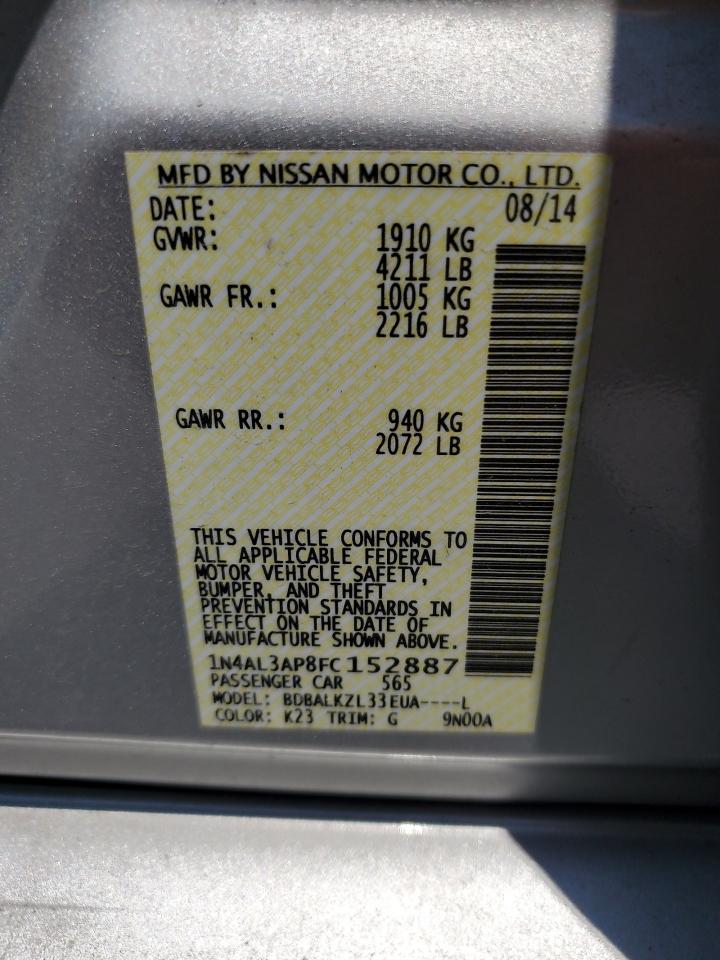 MFD BY NISSAN MOTOR CO., LTD.
DATE: 08/14
GVWR: 1910 KG
4211 LB
GAWR FR.: 1005 KG
2216 LB
GAWR RR.: 940 KG
2072 LB
THIS VEHICLE CONFORMS TO
ALL APPLICABLE FEDERAL
MOTOR VEHICLE SAFETY,
BUMPER, AND THEFT
PREVENTION STANDARDS IN
EFFECT ON THE DATE OF
MANUFACTURE SHOWN ABOVE.
1N4AL3AP8FC152887
PASSENGER CAR 565
MODEL: BDBALKZL33EUA----L
COLOR: K23 TRIM: G 9N00A